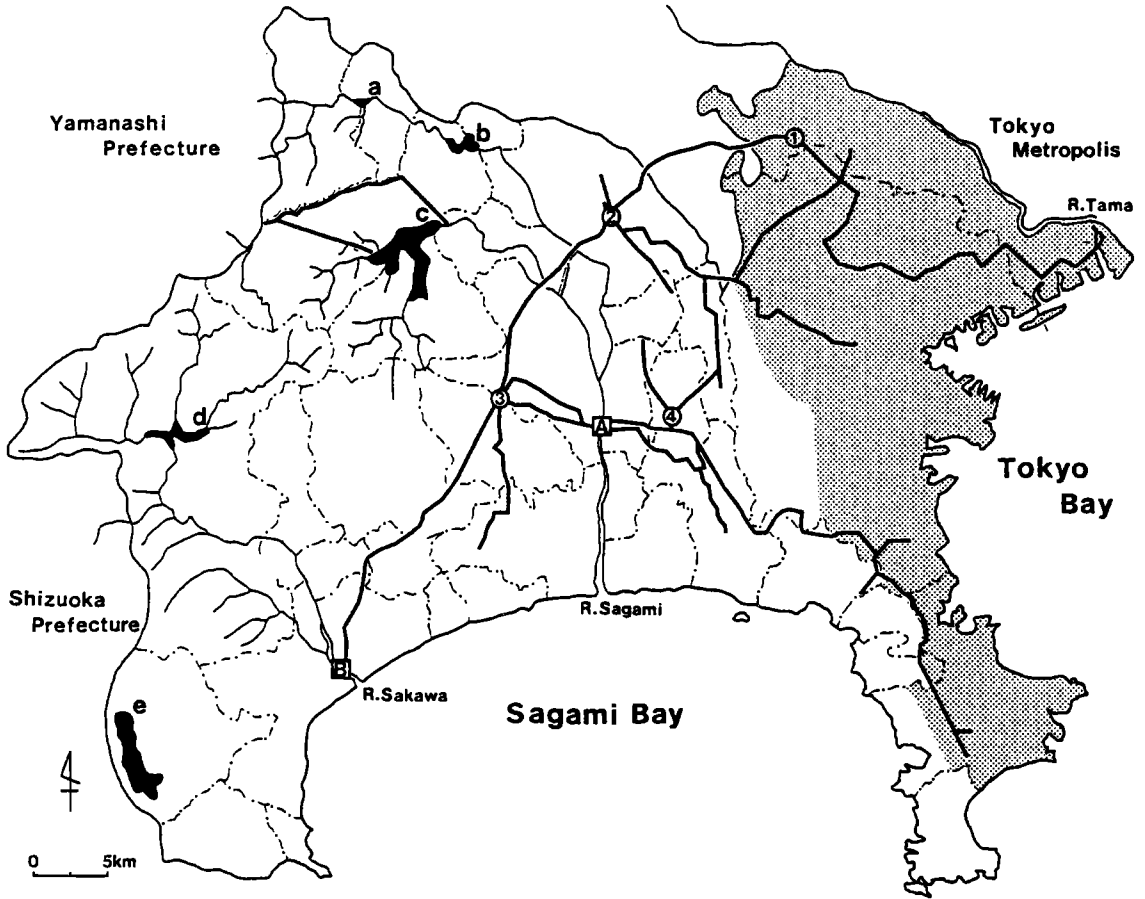 a
b
Yamanashi
Prefecture
①
Tokyo
Metropolis
R.Tama
②
c
③
④
A
d
Tokyo
Bay
Shizuoka
Prefecture
R.Sagami
B
R.Sakawa
e
Sagami Bay
0 5km